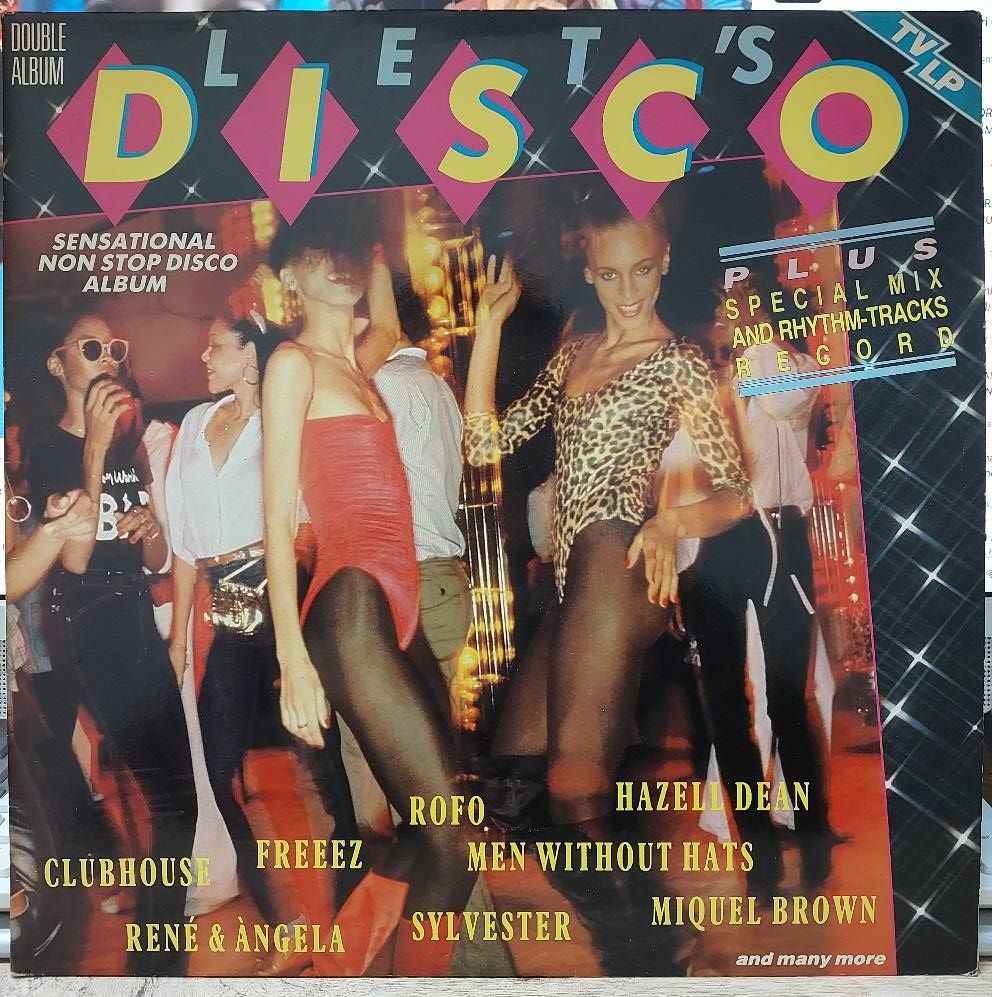 DOUBLE
ALBUM
LET'S
DISCO
TV LP
SENSATIONAL
NON STOP DISCO
ALBUM
PLUS
SPECIAL MIX
AND RHYTHM-TRACKS
RECORD
ROFO
HAZELL DEAN
CLUBHOUSE
FREEEZ
MEN WITHOUT HATS
RENÉ & ÀNGELA
SYLVESTER
MIQUEL BROWN
and many more